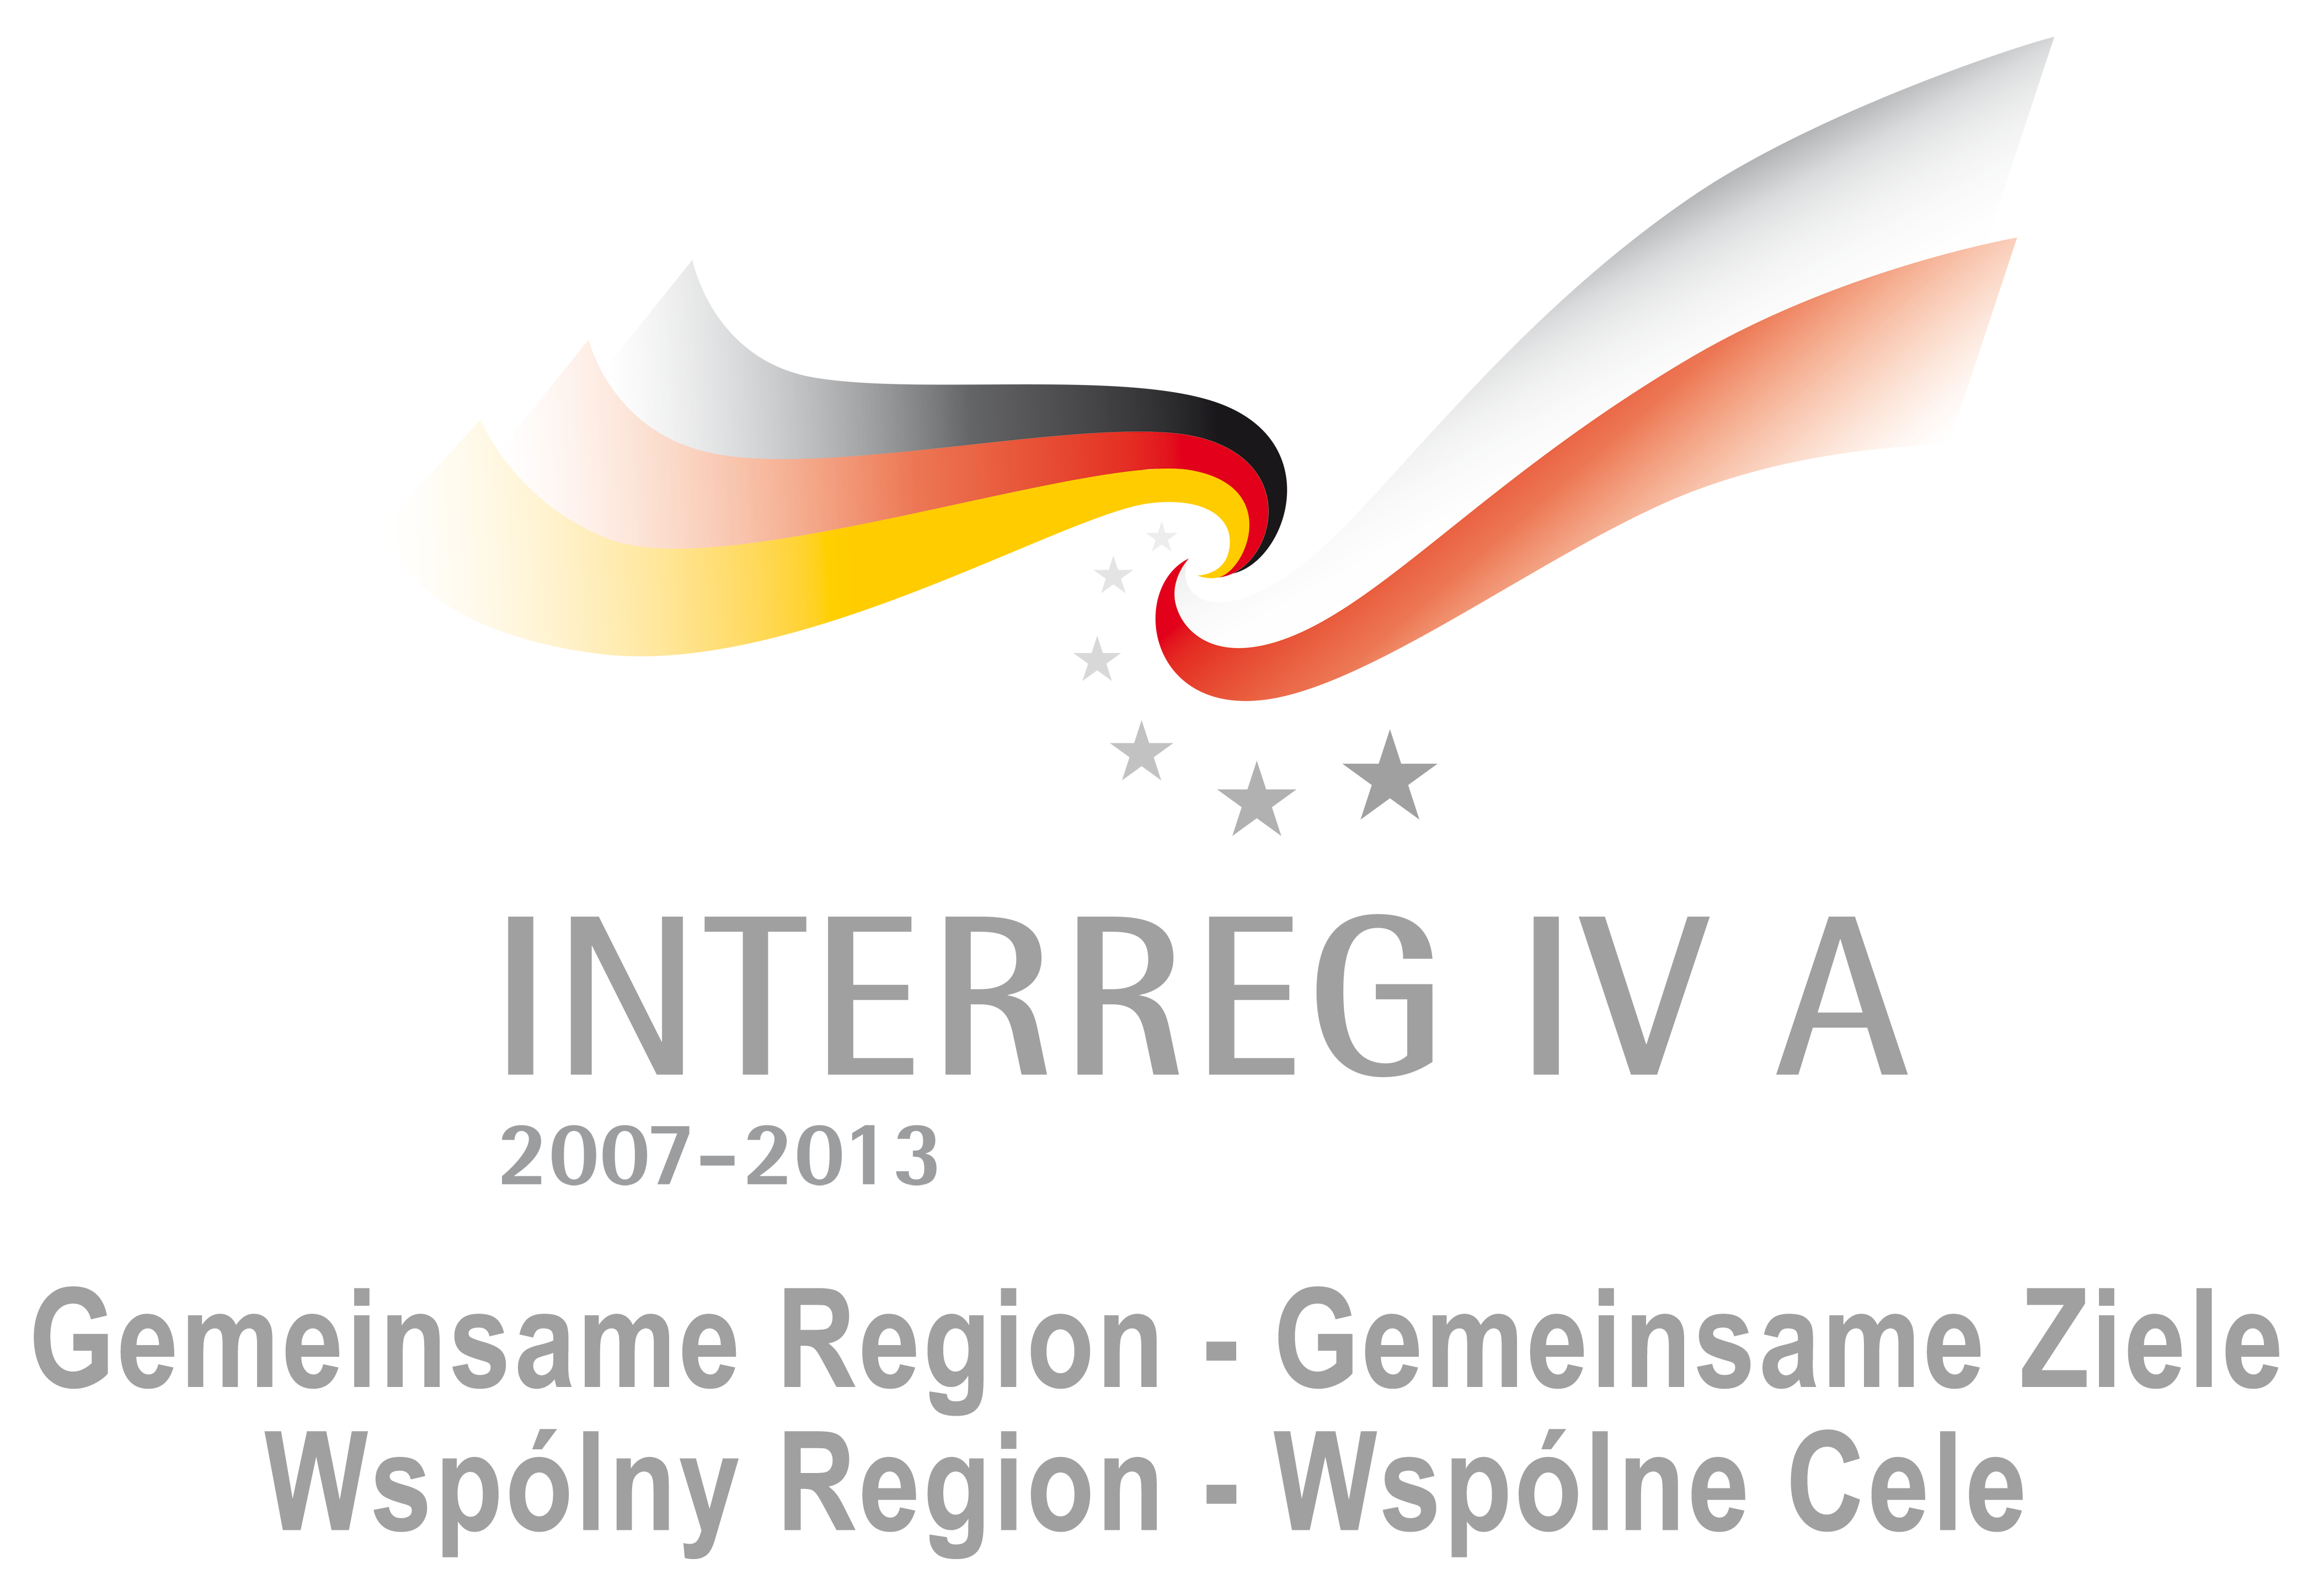 INTERREG IV A
2007–2013
Gemeinsame Region - Gemeinsame Ziele
Wspólny Region - Wspólne Cele